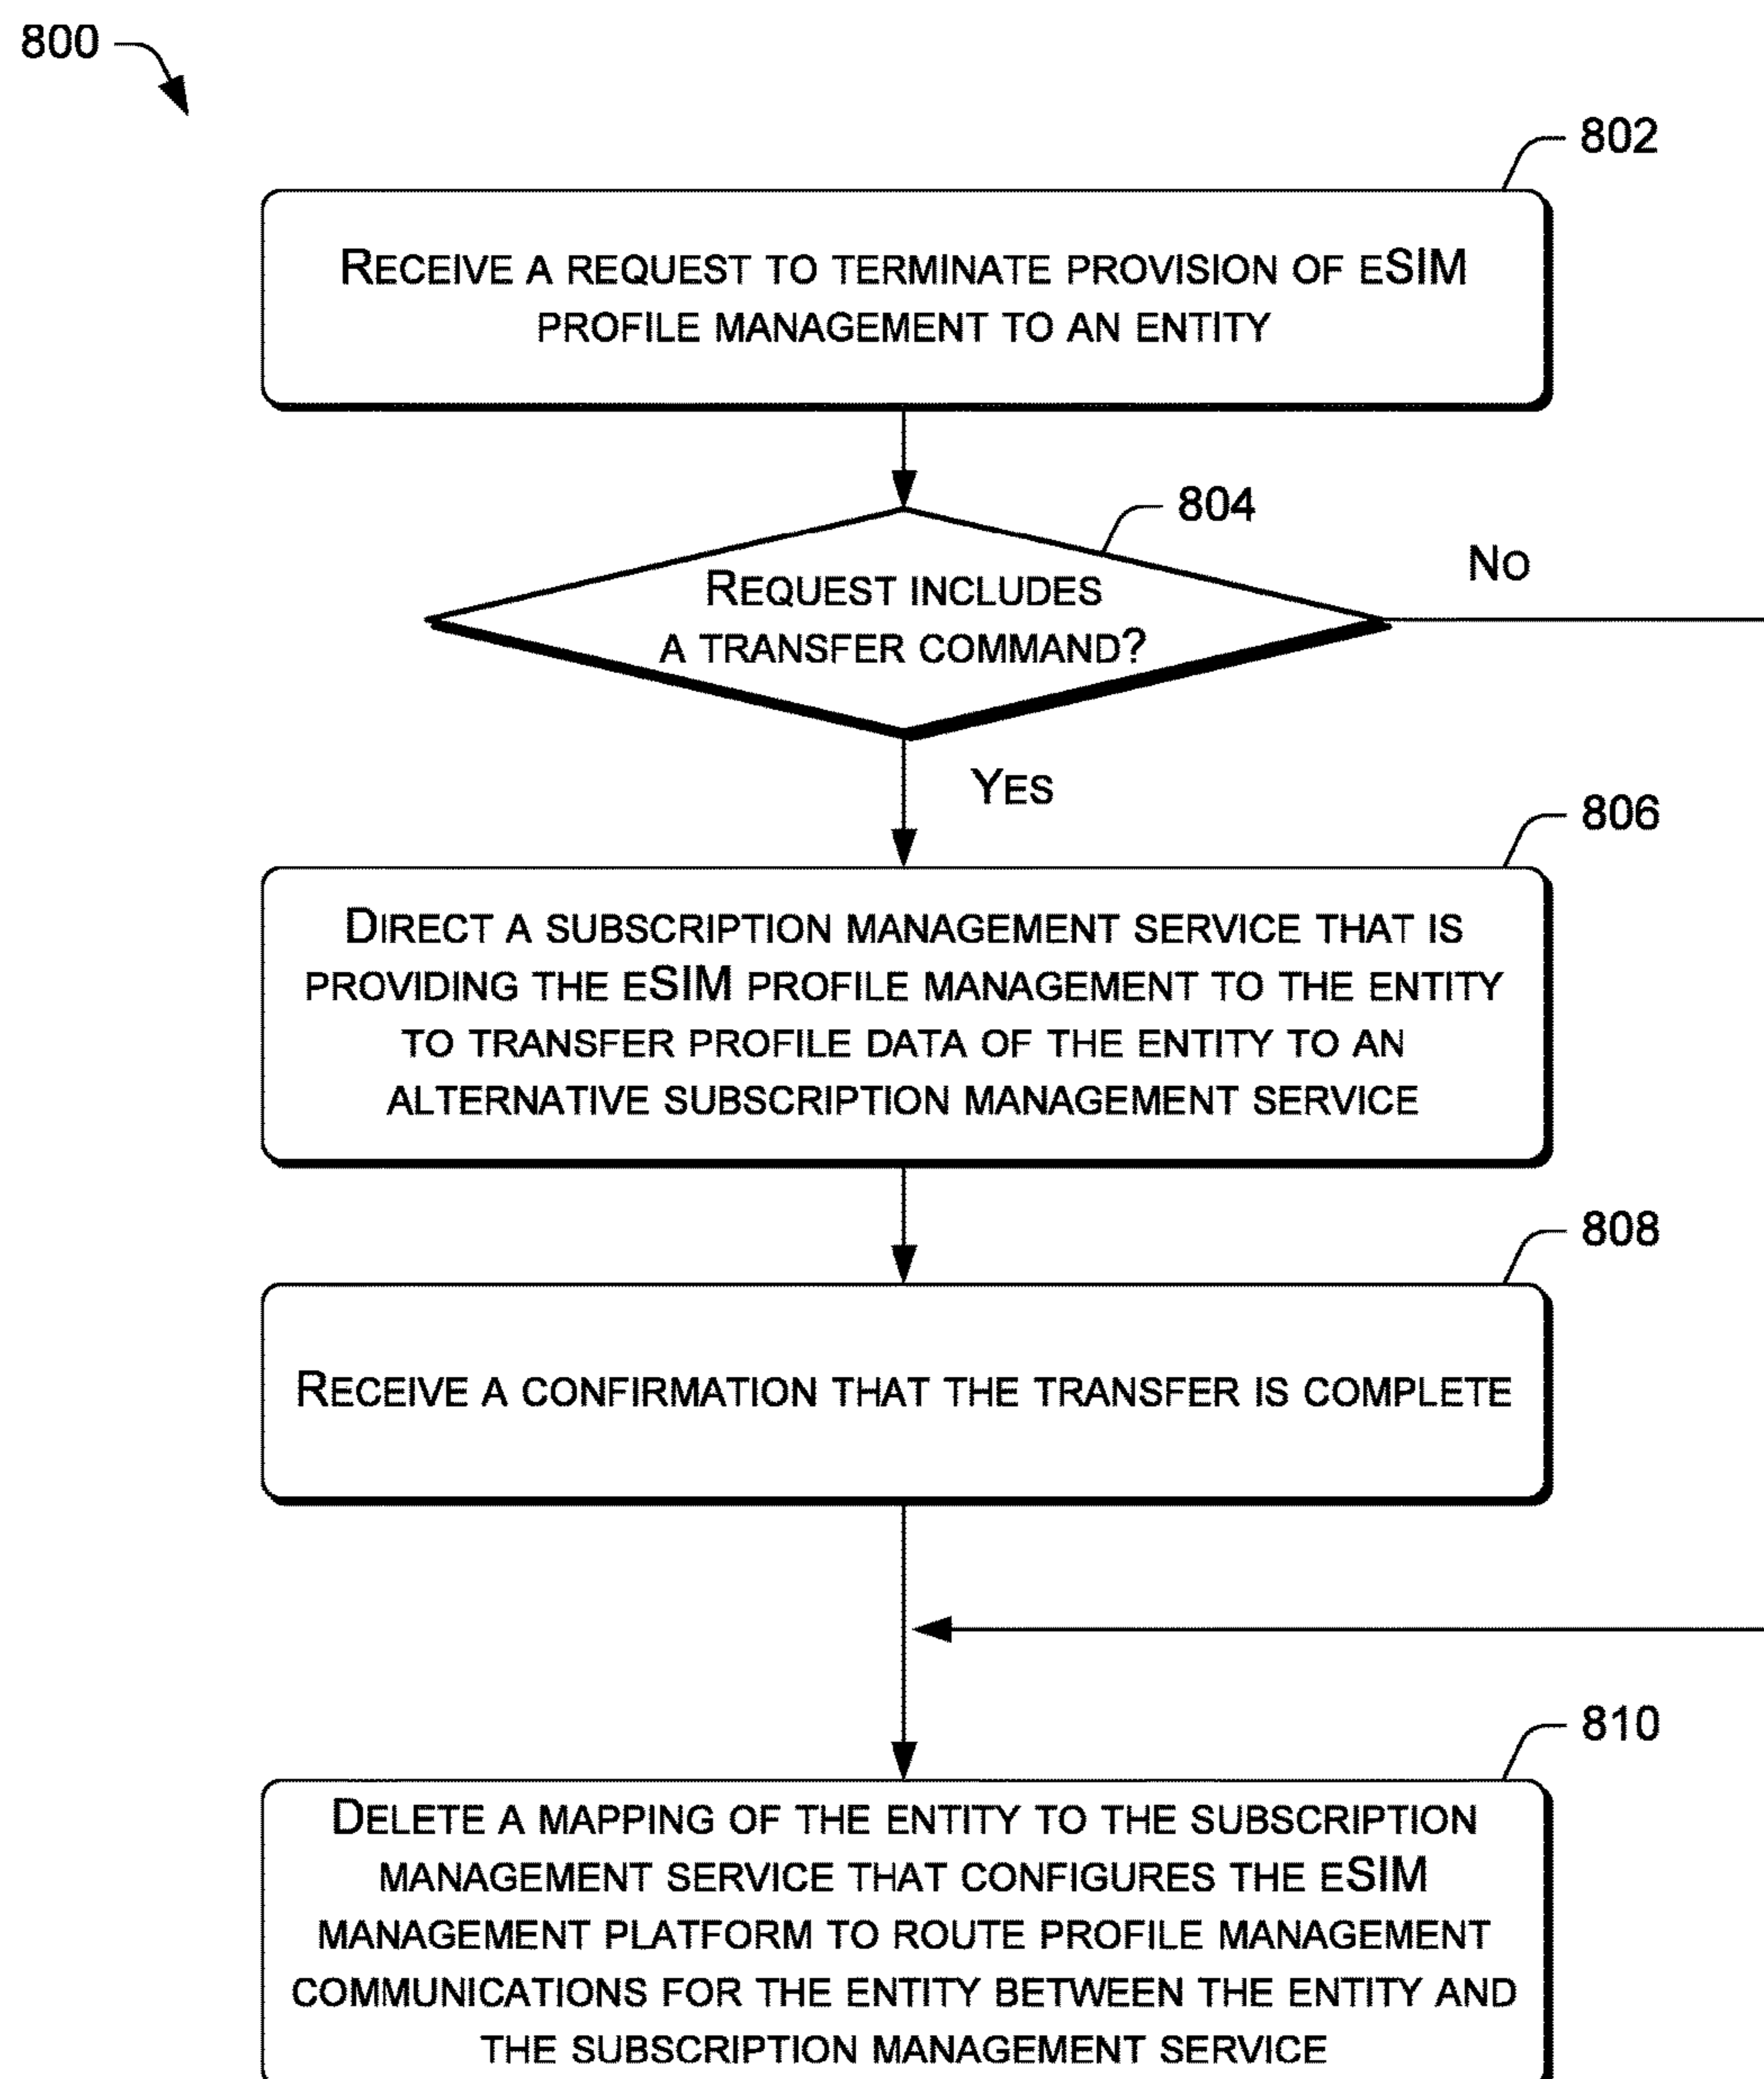 800
802
RECEIVE A REQUEST TO TERMINATE PROVISION OF ESIM
PROFILE MANAGEMENT TO AN ENTITY
804
REQUEST INCLUDES
A TRANSFER COMMAND?
NO
YES
806
DIRECT A SUBSCRIPTION MANAGEMENT SERVICE THAT IS
PROVIDING THE ESIM PROFILE MANAGEMENT TO THE ENTITY
TO TRANSFER PROFILE DATA OF THE ENTITY TO AN
ALTERNATIVE SUBSCRIPTION MANAGEMENT SERVICE
808
RECEIVE A CONFIRMATION THAT THE TRANSFER IS COMPLETE
810
DELETE A MAPPING OF THE ENTITY TO THE SUBSCRIPTION
MANAGEMENT SERVICE THAT CONFIGURES THE ESIM
MANAGEMENT PLATFORM TO ROUTE PROFILE MANAGEMENT
COMMUNICATIONS FOR THE ENTITY BETWEEN THE ENTITY AND
THE SUBSCRIPTION MANAGEMENT SERVICE